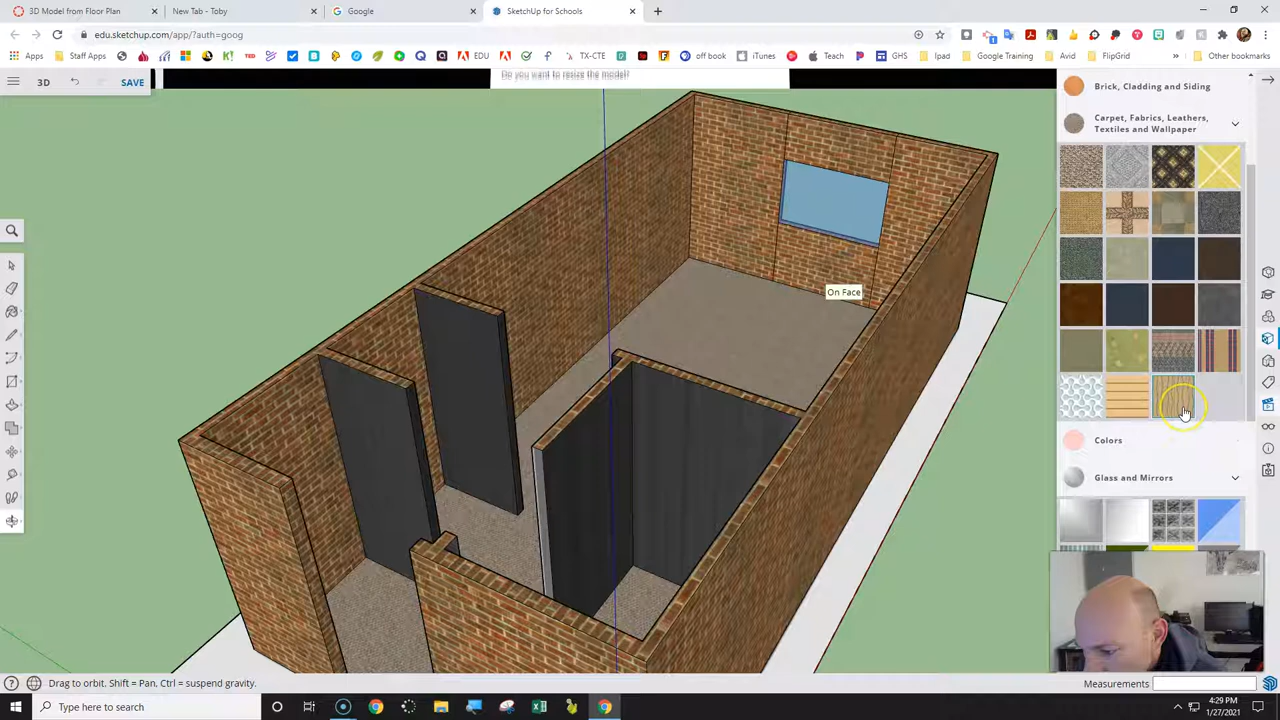 3D Model from Floor Plan
New Tab - Toby
Google
SketchUp for Schools
edu.sketchup.com/app/?auth=goog
Apps
Staff Apps
EDU
TX-CTE
off book
iTunes
Teach
GHS
Ipad
Google Training
Avid
FlipGrid
Other bookmarks
3D
SAVE
Do you want to resize the model?
Brick, Cladding and Siding
Carpet, Fabrics, Leathers,
Textiles and Wallpaper
On Face
Colors
Glass and Mirrors
Drag to orbit. Shift = Pan, Ctrl = suspend gravity.
Measurements
Type here to search
4:29 PM
1/27/2021